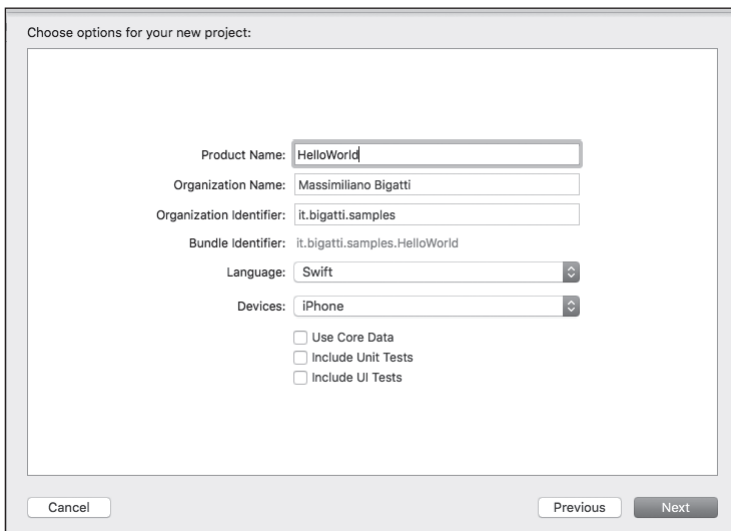 Choose options for your new project:
Product Name: HelloWorld
Organization Name: Massimiliano Bigatti
Organization Identifier: it.bigatti.samples
Bundle Identifier: it.bigatti.samples.HelloWorld
Language: Swift
Devices: iPhone
Use Core Data
Include Unit Tests
Include UI Tests
Cancel Previous Next